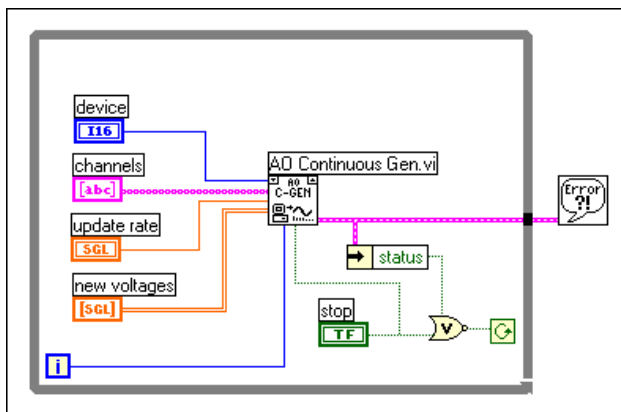 device
I16
channels
[abc]
update rate
SGL
new voltages
[SGL]
i
AO Continuous Gen.vi
AO
C-GEN
status
stop
TF
V
Error
?!